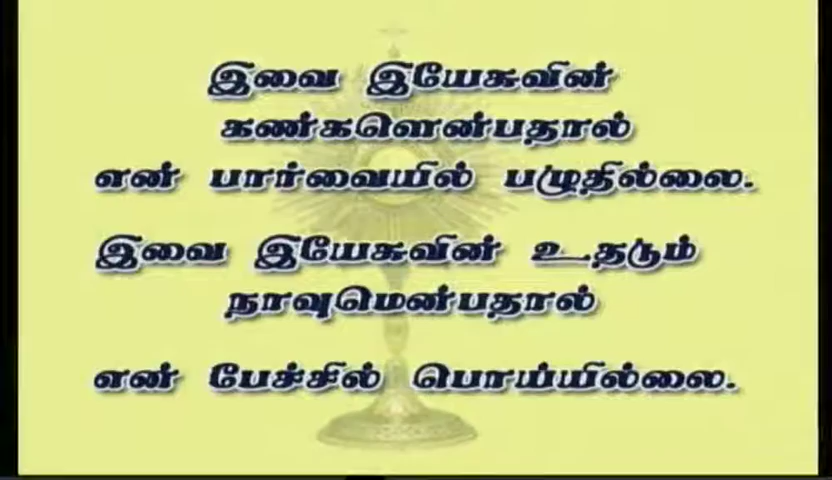 இவை இயேசுவின்
கண்களென்பதால்
என் பார்வையில் பழுதில்லை.
இவை இயேசுவின் உதடும்
நாவுமென்பதால்
என் பேச்சில் பொய்யில்லை.